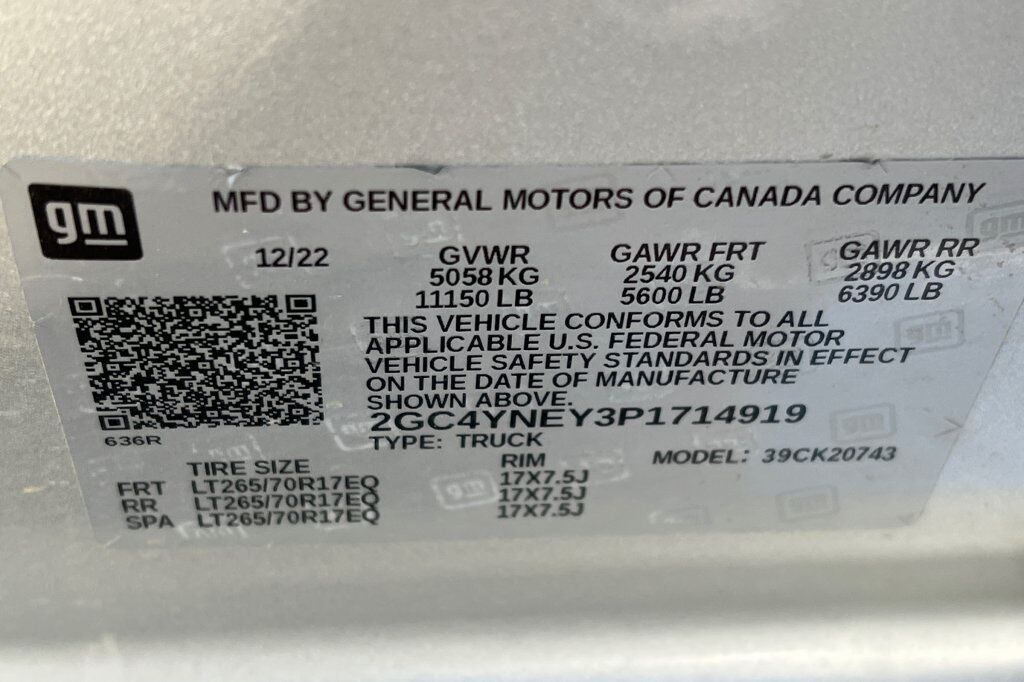 gm
MFD BY GENERAL MOTORS OF CANADA COMPANY
12/22 GVWR GAWR FRT GAWR RR
5058 KG 2540 KG 2898 KG
11150 LB 5600 LB 6390 LB
THIS VEHICLE CONFORMS TO ALL
APPLICABLE U.S. FEDERAL MOTOR
VEHICLE SAFETY STANDARDS IN EFFECT
ON THE DATE OF MANUFACTURE
SHOWN ABOVE.
2GC4YNEY3P1714919
636R
TYPE: TRUCK
TIRE SIZE RIM MODEL: 39CK20743
FRT LT265/70R17EQ 17X7.5J
RR LT265/70R17EQ 17X7.5J
SPA LT265/70R17EQ 17X7.5J
gm